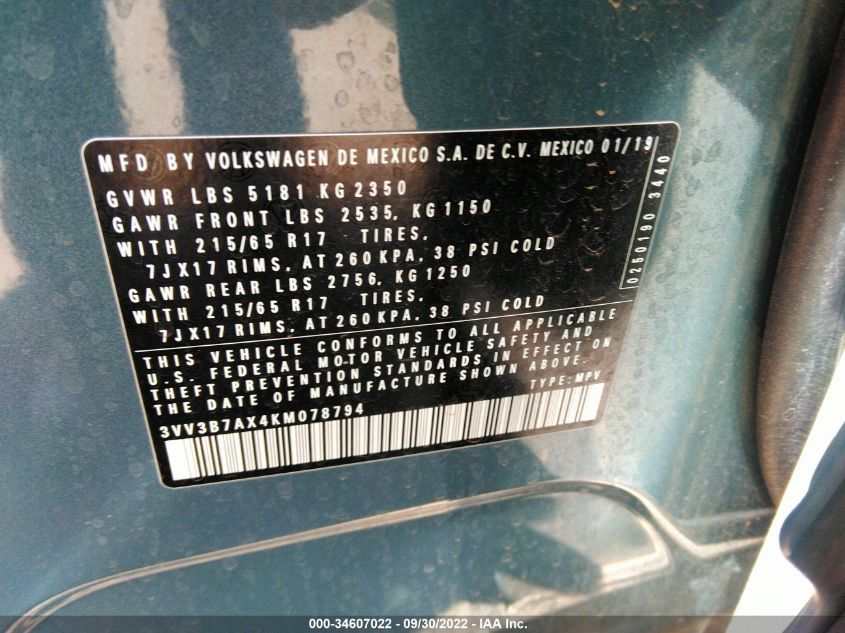 MFD BY VOLKSWAGEN DE MEXICO S.A. DE C.V. MEXICO 01/19
GVWR LBS 5181 KG 2350
GAWR FRONT LBS 2535, KG 1150
WITH 215/65 R17 TIRES,
7JX17 RIMS, AT 260 KPA, 38 PSI COLD
GAWR REAR LBS 2756, KG 1250
WITH 215/65 R17 TIRES,
7JX17 RIMS, AT 260 KPA, 38 PSI COLD
0250190 3440
THIS VEHICLE CONFORMS TO ALL APPLICABLE
U.S. FEDERAL MOTOR VEHICLE SAFETY AND
THEFT PREVENTION STANDARDS IN EFFECT ON
THE DATE OF MANUFACTURE SHOWN ABOVE.
3VV3B7AX4KM078794 TYPE: MPV
000-34607022 - 09/30/2022 - IAA Inc.